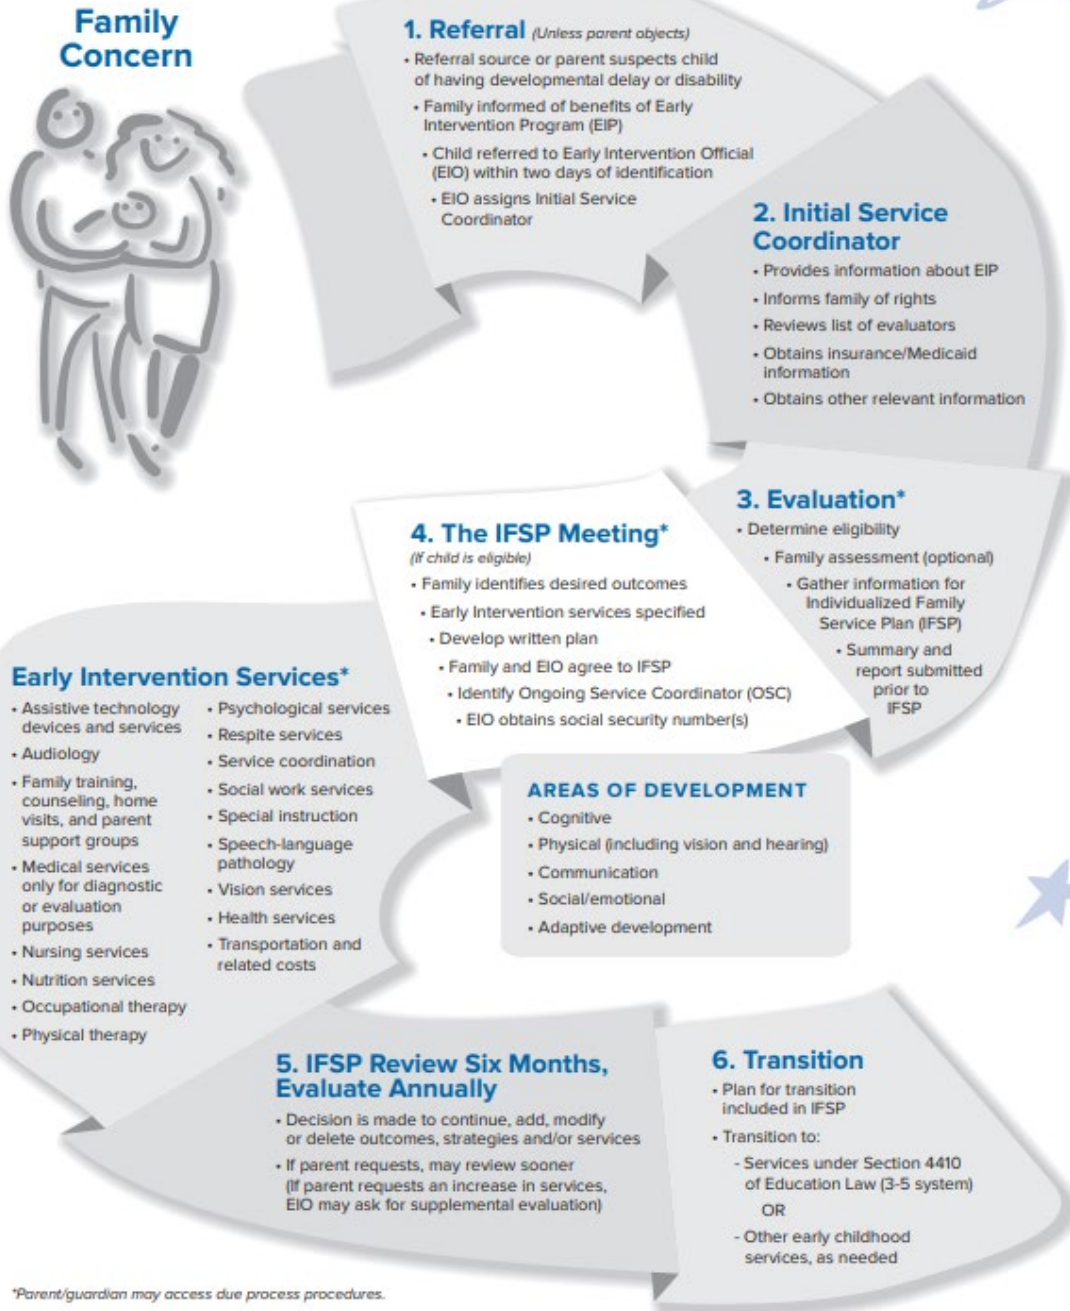 Family
Concern
1. Referral (Unless parent objects)
• Referral source or parent suspects child
of having developmental delay or disability
• Family informed of benefits of Early
Intervention Program (EIP)
• Child referred to Early Intervention Official
(EIO) within two days of identification
• EIO assigns Initial Service
Coordinator
2. Initial Service
Coordinator
• Provides information about EIP
• Informs family of rights
• Reviews list of evaluators
• Obtains insurance/Medicaid
information
• Obtains other relevant information
3. Evaluation*
• Determine eligibility
• Family assessment (optional)
• Gather information for
Individualized Family
Service Plan (IFSP)
• Summary and
report submitted
prior to
IFSP
4. The IFSP Meeting*
(If child is eligible)
• Family identifies desired outcomes
• Early Intervention services specified
• Develop written plan
• Family and EIO agree to IFSP
• Identify Ongoing Service Coordinator (OSC)
• EIO obtains social security number(s)
Early Intervention Services*
• Assistive technology
devices and services
• Audiology
• Family training,
counseling, home
visits, and parent
support groups
• Medical services
only for diagnostic
or evaluation
purposes
• Nursing services
• Nutrition services
• Occupational therapy
• Physical therapy
• Psychological services
• Respite services
• Service coordination
• Social work services
• Special instruction
• Speech-language
pathology
• Vision services
• Health services
• Transportation and
related costs
AREAS OF DEVELOPMENT
• Cognitive
• Physical (including vision and hearing)
• Communication
• Social/emotional
• Adaptive development
5. IFSP Review Six Months,
Evaluate Annually
• Decision is made to continue, add, modify
or delete outcomes, strategies and/or services
• If parent requests, may review sooner
(If parent requests an increase in services,
EIO may ask for supplemental evaluation)
6. Transition
• Plan for transition
included in IFSP
• Transition to:
- Services under Section 4410
of Education Law (3-5 system)
OR
- Other early childhood
services, as needed
*Parent/guardian may access due process procedures.